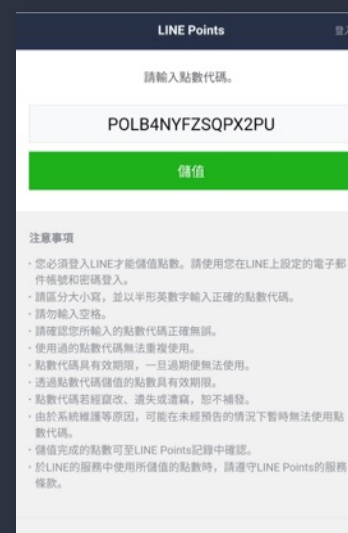 LINE Points
登入
請輸入點數代碼。
POLB4NYFZSQPX2PU
儲值
注意事項
・您必須登入LINE才能儲值點數。請使用您在LINE上設定的電子郵
件帳號和密碼登入。
・請區分大小寫，並以半形英數字輸入正確的點數代碼。
・請勿輸入空格。
・請確認您所輸入的點數代碼正確無誤。
・使用過的點數代碼無法重複使用。
・點數代碼具有效期限，一旦過期便無法使用。
・透過點數代碼儲值的點數具有效期限。
・點數代碼若經竄改、遺失或遭竊，恕不補發。
・由於系統維護等原因，可能在未經預告的情況下暫時無法使用點
數代碼。
・儲值完成的點數可至LINE Points記錄中確認。
・於LINE的服務中使用所儲值的點數時，請遵守LINE Points的服務
條款。